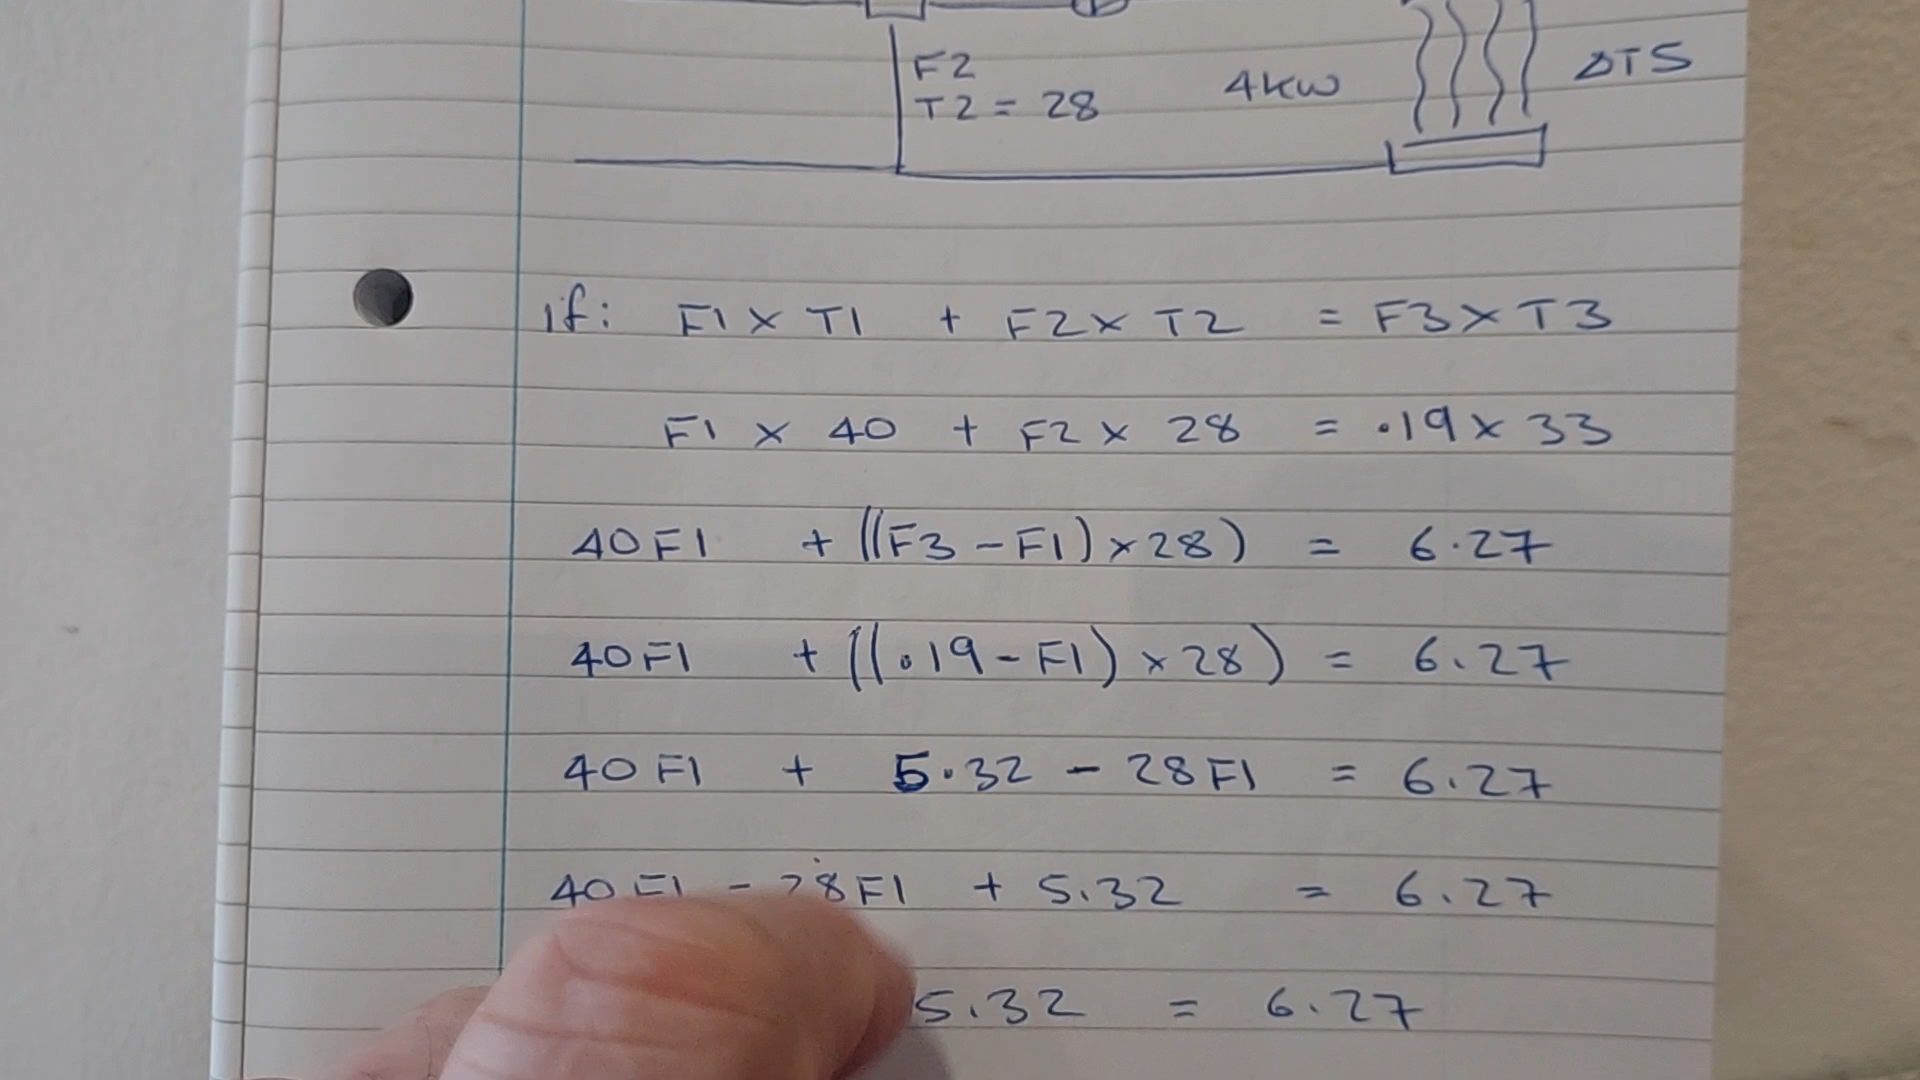 F2
T2 = 28
4kw
ΔT5
if: F1 x T1 + F2 x T2 = F3 x T3
F1 x 40 + F2 x 28 = .19 x 33
40F1 + ((F3 - F1) x 28) = 6.27
40F1 + ((.19 - F1) x 28) = 6.27
40F1 + 5.32 - 28F1 = 6.27
40F1 - 28F1 + 5.32 = 6.27
5.32 = 6.27